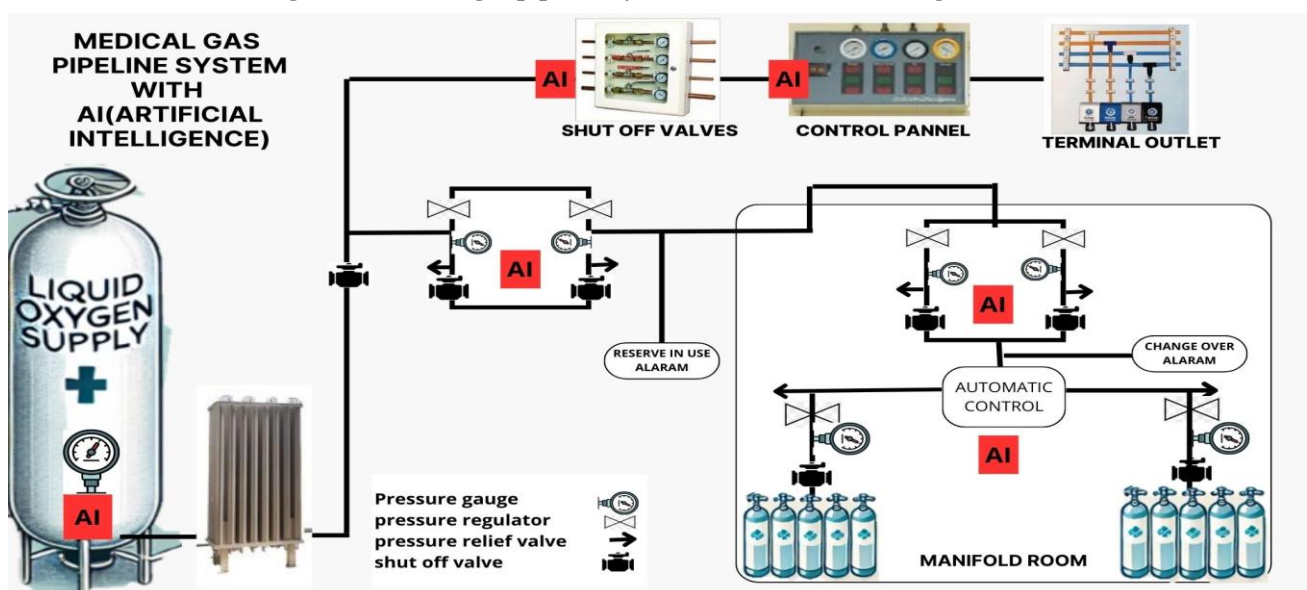 MEDICAL GAS
PIPELINE SYSTEM
WITH
AI(ARTIFICIAL
INTELLIGENCE)
AI
AI
SHUT OFF VALVES
CONTROL PANNEL
TERMINAL OUTLET
LIQUID
OXYGEN
SUPPLY
AI
AI
RESERVE IN USE
ALARAM
AI
CHANGE OVER
ALARAM
AUTOMATIC
CONTROL
AI
Pressure gauge
pressure regulator
pressure relief valve
shut off valve
MANIFOLD ROOM